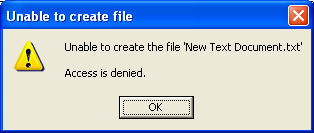 Unable to create file
Unable to create the file 'New Text Document.txt'
Access is denied.
OK